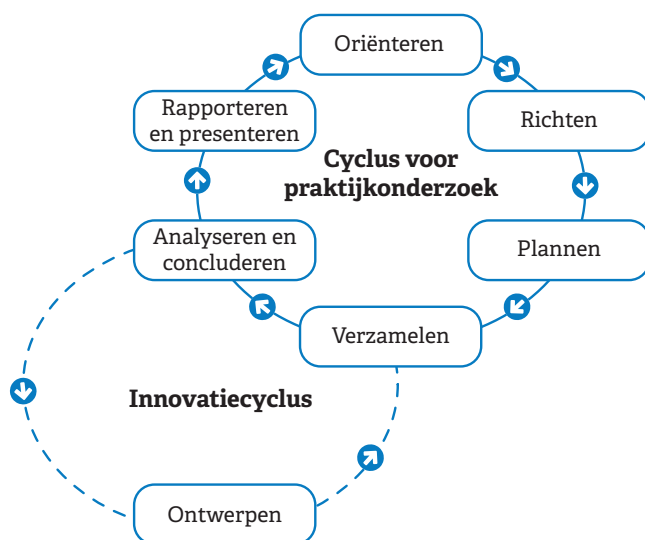 Oriënteren
Rapporteren
en presenteren
Richten
Cyclus voor
praktijkonderzoek
Analyseren en
concluderen
Plannen
Verzamelen
Innovatiecyclus
Ontwerpen